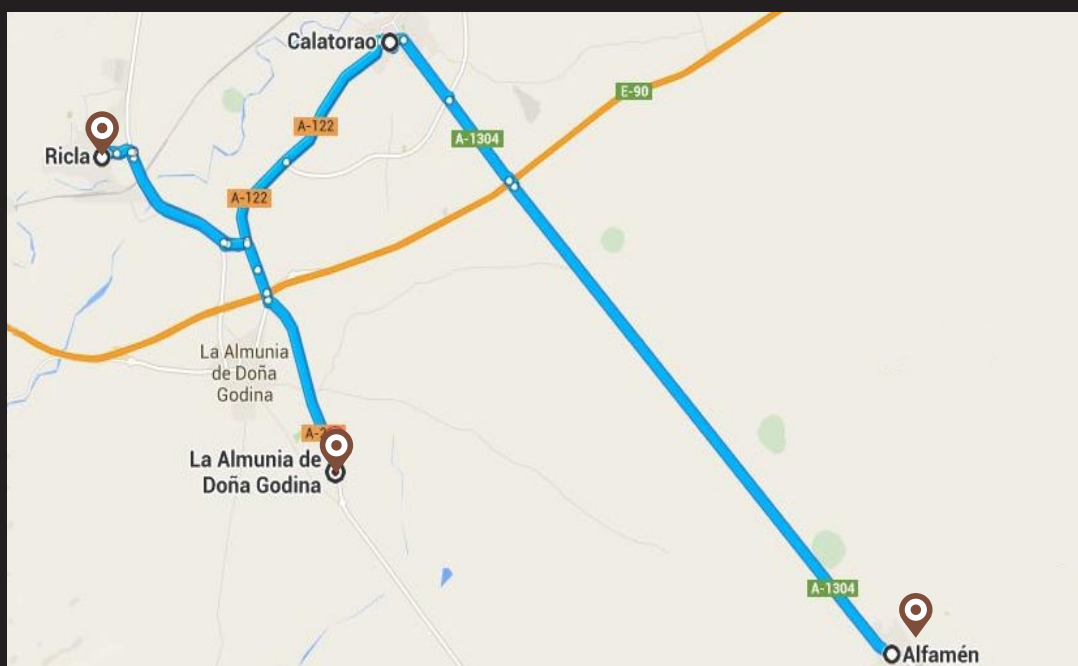 Calatorao
E-90
A-122
A-1304
Ricla
A-122
La Almunia
de Doña
Godina
La Almunia de
Doña Godina
A-1304
Alfamén